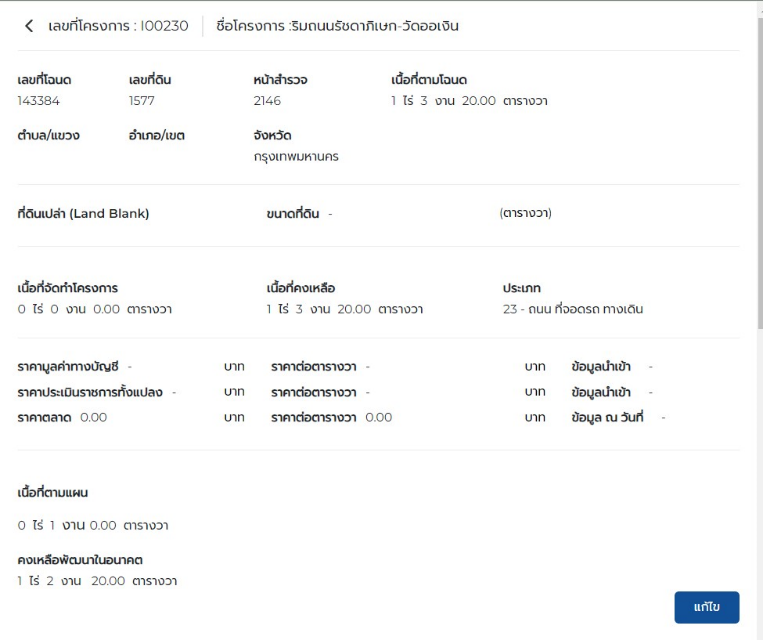 เลขที่โครงการ : I00230 ชื่อโครงการ :ริมถนนรัชดาภิเษก-วัดออเงิน
เลขที่โฉนด เลขที่ดิน หน้าสำรวจ เนื้อที่ตามโฉนด
143384 1577 2146 1 ไร่ 3 งาน 20.00 ตารางวา
ตำบล/แขวง อำเภอ/เขต จังหวัด
กรุงเทพมหานคร
ที่ดินเปล่า (Land Blank) ขนาดที่ดิน - (ตารางวา)
เนื้อที่จัดทำโครงการ เนื้อที่คงเหลือ ประเภท
0 ไร่ 0 งาน 0.00 ตารางวา 1 ไร่ 3 งาน 20.00 ตารางวา 23 - ถนน ที่จอดรถ ทางเดิน
ราคามูลค่าทางบัญชี - บาท ราคาต่อตารางวา - บาท ข้อมูลนำเข้า -
ราคาประเมินราชการทั้งแปลง - บาท ราคาต่อตารางวา - บาท ข้อมูลนำเข้า -
ราคาตลาด 0.00 บาท ราคาต่อตารางวา 0.00 บาท ข้อมูล ณ วันที่ -
เนื้อที่ตามแผน
0 ไร่ 1 งาน 0.00 ตารางวา
คงเหลือพัฒนาในอนาคต
1 ไร่ 2 งาน 20.00 ตารางวา
แก้ไข